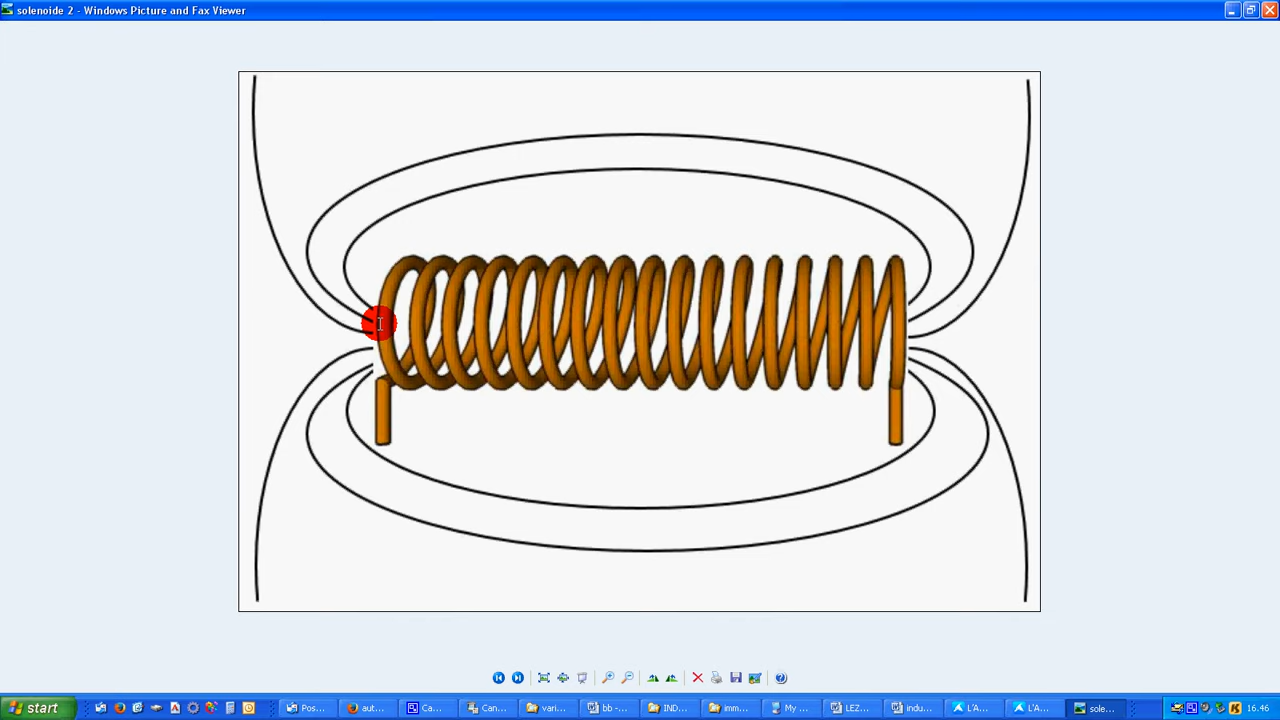 solenoide 2 - Windows Picture and Fax Viewer
start
Pos...
aut...
Ca...
Can...
vari...
bb -...
IND...
imm...
My ...
LEZ...
indu...
L'A...
L'A...
sole...
16.46